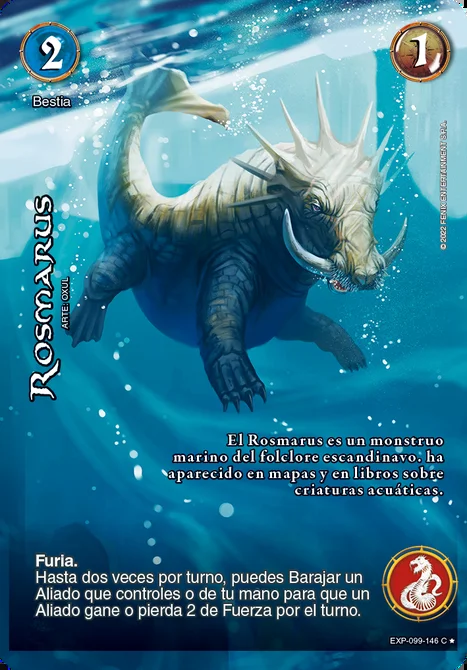 2
1
Bestia
© 2022 FENIX ENTERTAINMENT S.P.A.
Rosmarus
ARTE: OXUL
El Rosmarus es un monstruo
marino del folclore escandinavo. ha
aparecido en mapas y en libros sobre
criaturas acuáticas.
Furia.
Hasta dos veces por turno, puedes Barajar un
Aliado que controles o de tu mano para que un
Aliado gane o pierda 2 de Fuerza por el turno.
EXP-099-146 C ★